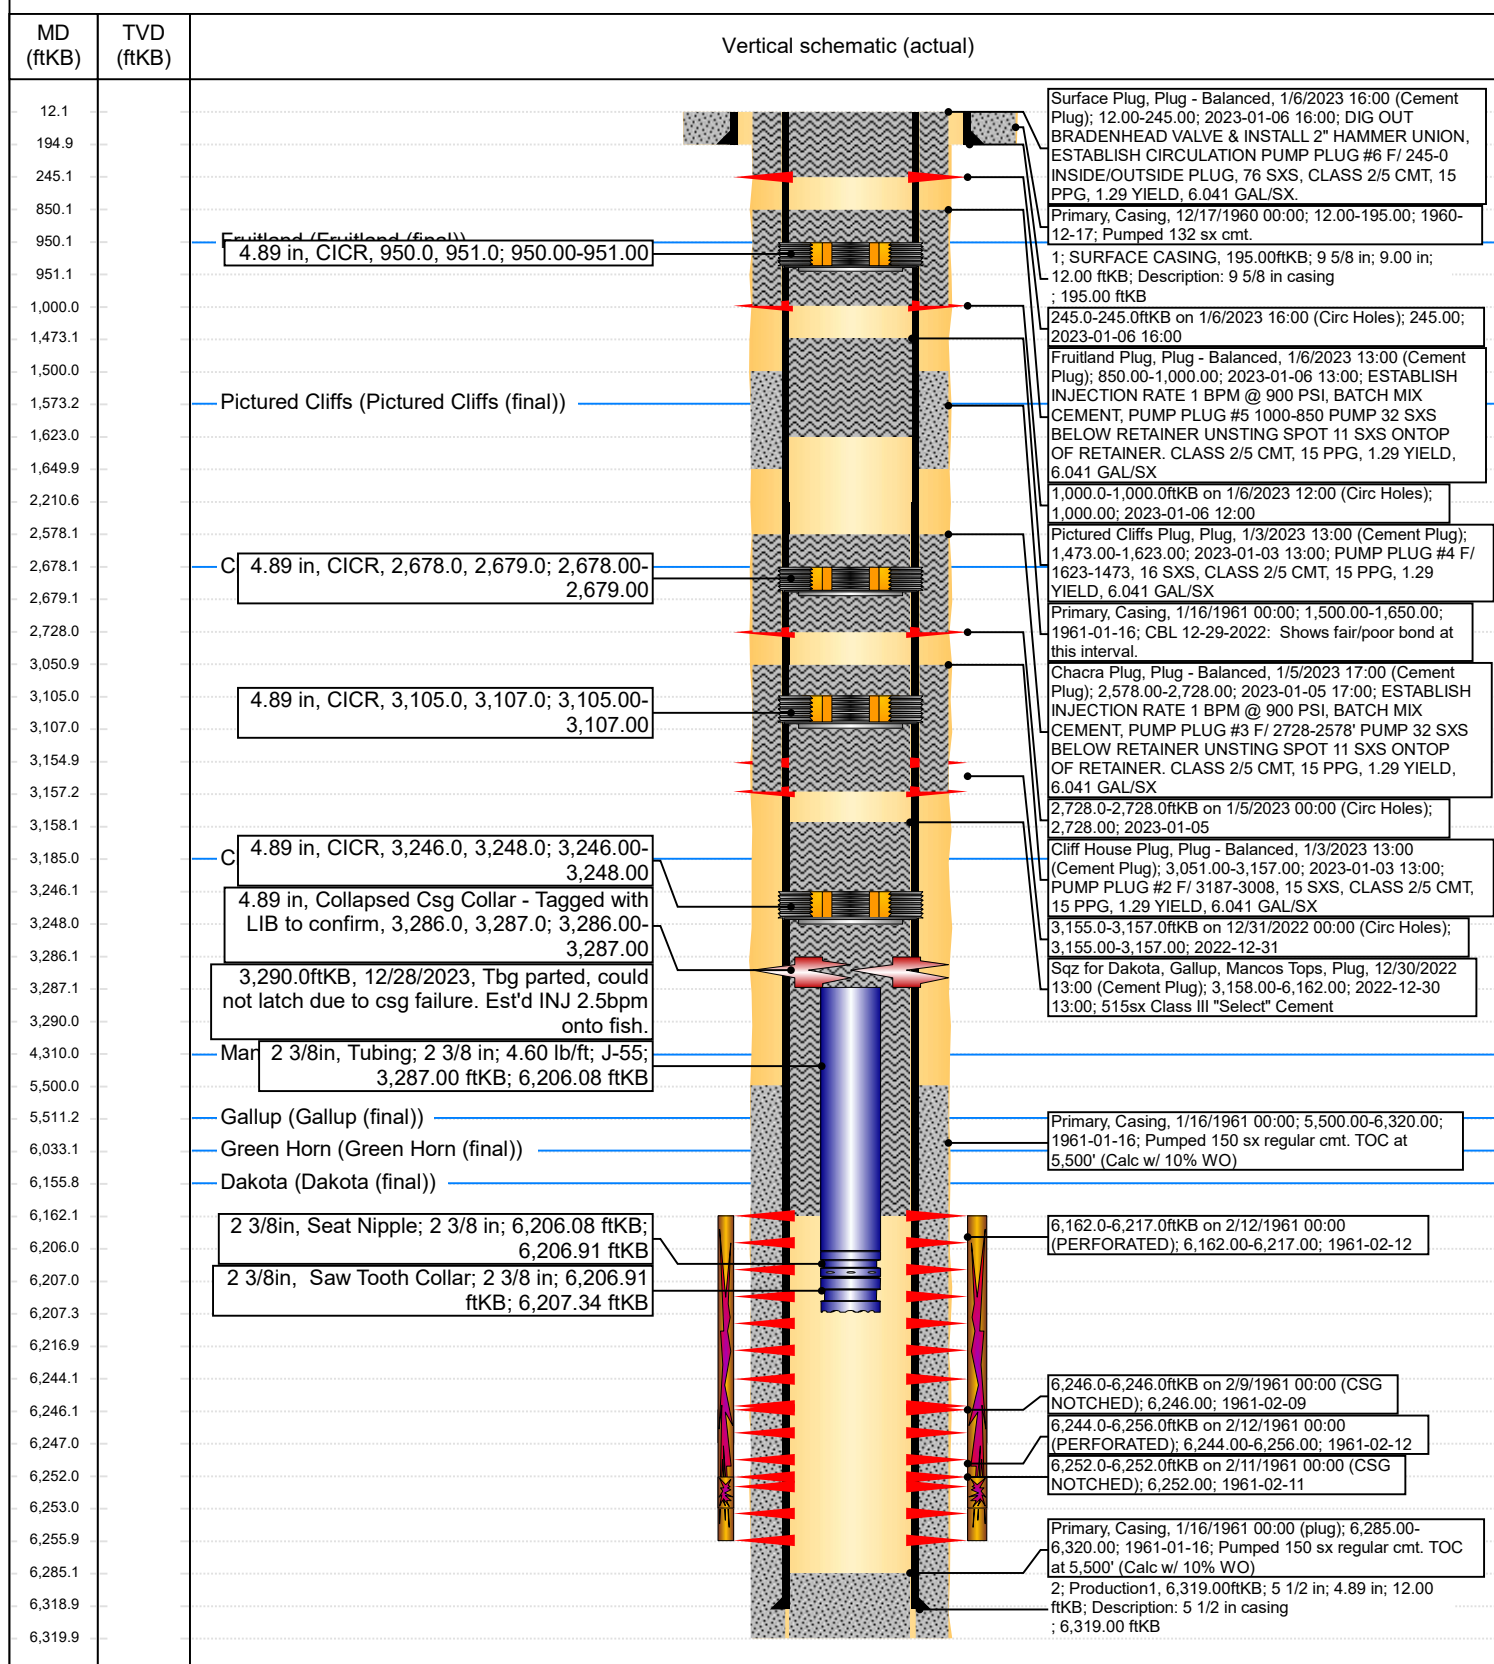 MD
(ftKB)
TVD
(ftKB)
Vertical schematic (actual)
12.1
194.9
245.1
850.1
950.1
951.1
1,000.0
1,473.1
1,500.0
1,573.2
1,623.0
1,649.9
2,210.6
2,578.1
2,678.1
2,679.1
2,728.0
3,050.9
3,105.0
3,107.0
3,154.9
3,157.2
3,158.1
3,185.0
3,246.1
3,248.0
3,286.1
3,287.1
3,290.0
4,310.0
5,500.0
5,511.2
6,033.1
6,155.8
6,162.1
6,206.0
6,207.0
6,207.3
6,216.9
6,244.1
6,246.1
6,247.0
6,252.0
6,253.0
6,255.9
6,285.1
6,318.9
6,319.9
Fruitland (Fruitland (final))
4.89 in, CICR, 950.0, 951.0; 950.00-951.00
Pictured Cliffs (Pictured Cliffs (final))
C
4.89 in, CICR, 2,678.0, 2,679.0; 2,678.00-
2,679.00
4.89 in, CICR, 3,105.0, 3,107.0; 3,105.00-
3,107.00
C
4.89 in, CICR, 3,246.0, 3,248.0; 3,246.00-
3,248.00
4.89 in, Collapsed Csg Collar - Tagged with
LIB to confirm, 3,286.0, 3,287.0; 3,286.00-
3,287.00
3,290.0ftKB, 12/28/2023, Tbg parted, could
not latch due to csg failure. Est'd INJ 2.5bpm
onto fish.
Man
2 3/8in, Tubing; 2 3/8 in; 4.60 lb/ft; J-55;
3,287.00 ftKB; 6,206.08 ftKB
Gallup (Gallup (final))
Green Horn (Green Horn (final))
Dakota (Dakota (final))
2 3/8in, Seat Nipple; 2 3/8 in; 6,206.08 ftKB;
6,206.91 ftKB
2 3/8in,  Saw Tooth Collar; 2 3/8 in; 6,206.91
ftKB; 6,207.34 ftKB
Surface Plug, Plug - Balanced, 1/6/2023 16:00 (Cement
Plug); 12.00-245.00; 2023-01-06 16:00; DIG OUT
BRADENHEAD VALVE & INSTALL 2" HAMMER UNION,
ESTABLISH CIRCULATION PUMP PLUG #6 F/ 245-0
INSIDE/OUTSIDE PLUG, 76 SXS, CLASS 2/5 CMT, 15
PPG, 1.29 YIELD, 6.041 GAL/SX.
Primary, Casing, 12/17/1960 00:00; 12.00-195.00; 1960-
12-17; Pumped 132 sx cmt.
1; SURFACE CASING, 195.00ftKB; 9 5/8 in; 9.00 in;
12.00 ftKB; Description: 9 5/8 in casing
; 195.00 ftKB
245.0-245.0ftKB on 1/6/2023 16:00 (Circ Holes); 245.00;
2023-01-06 16:00
Fruitland Plug, Plug - Balanced, 1/6/2023 13:00 (Cement
Plug); 850.00-1,000.00; 2023-01-06 13:00; ESTABLISH
INJECTION RATE 1 BPM @ 900 PSI, BATCH MIX
CEMENT, PUMP PLUG #5 1000-850 PUMP 32 SXS
BELOW RETAINER UNSTING SPOT 11 SXS ONTOP
OF RETAINER. CLASS 2/5 CMT, 15 PPG, 1.29 YIELD,
6.041 GAL/SX
1,000.0-1,000.0ftKB on 1/6/2023 12:00 (Circ Holes);
1,000.00; 2023-01-06 12:00
Pictured Cliffs Plug, Plug, 1/3/2023 13:00 (Cement Plug);
1,473.00-1,623.00; 2023-01-03 13:00; PUMP PLUG #4 F/
1623-1473, 16 SXS, CLASS 2/5 CMT, 15 PPG, 1.29
YIELD, 6.041 GAL/SX
Primary, Casing, 1/16/1961 00:00; 1,500.00-1,650.00;
1961-01-16; CBL 12-29-2022:  Shows fair/poor bond at
this interval.
Chacra Plug, Plug - Balanced, 1/5/2023 17:00 (Cement
Plug); 2,578.00-2,728.00; 2023-01-05 17:00; ESTABLISH
INJECTION RATE 1 BPM @ 900 PSI, BATCH MIX
CEMENT, PUMP PLUG #3 F/ 2728-2578' PUMP 32 SXS
BELOW RETAINER UNSTING SPOT 11 SXS ONTOP
OF RETAINER. CLASS 2/5 CMT, 15 PPG, 1.29 YIELD,
6.041 GAL/SX
2,728.0-2,728.0ftKB on 1/5/2023 00:00 (Circ Holes);
2,728.00; 2023-01-05
Cliff House Plug, Plug - Balanced, 1/3/2023 13:00
(Cement Plug); 3,051.00-3,157.00; 2023-01-03 13:00;
PUMP PLUG #2 F/ 3187-3008, 15 SXS, CLASS 2/5 CMT,
15 PPG, 1.29 YIELD, 6.041 GAL/SX
3,155.0-3,157.0ftKB on 12/31/2022 00:00 (Circ Holes);
3,155.00-3,157.00; 2022-12-31
Sqz for Dakota, Gallup, Mancos Tops, Plug, 12/30/2022
13:00 (Cement Plug); 3,158.00-6,162.00; 2022-12-30
13:00; 515sx Class III "Select" Cement
Primary, Casing, 1/16/1961 00:00; 5,500.00-6,320.00;
1961-01-16; Pumped 150 sx regular cmt. TOC at
5,500' (Calc w/ 10% WO)
6,162.0-6,217.0ftKB on 2/12/1961 00:00
(PERFORATED); 6,162.00-6,217.00; 1961-02-12
6,246.0-6,246.0ftKB on 2/9/1961 00:00 (CSG
NOTCHED); 6,246.00; 1961-02-09
6,244.0-6,256.0ftKB on 2/12/1961 00:00
(PERFORATED); 6,244.00-6,256.00; 1961-02-12
6,252.0-6,252.0ftKB on 2/11/1961 00:00 (CSG
NOTCHED); 6,252.00; 1961-02-11
Primary, Casing, 1/16/1961 00:00 (plug); 6,285.00-
6,320.00; 1961-01-16; Pumped 150 sx regular cmt. TOC
at 5,500' (Calc w/ 10% WO)
2; Production1, 6,319.00ftKB; 5 1/2 in; 4.89 in; 12.00
ftKB; Description: 5 1/2 in casing
; 6,319.00 ftKB